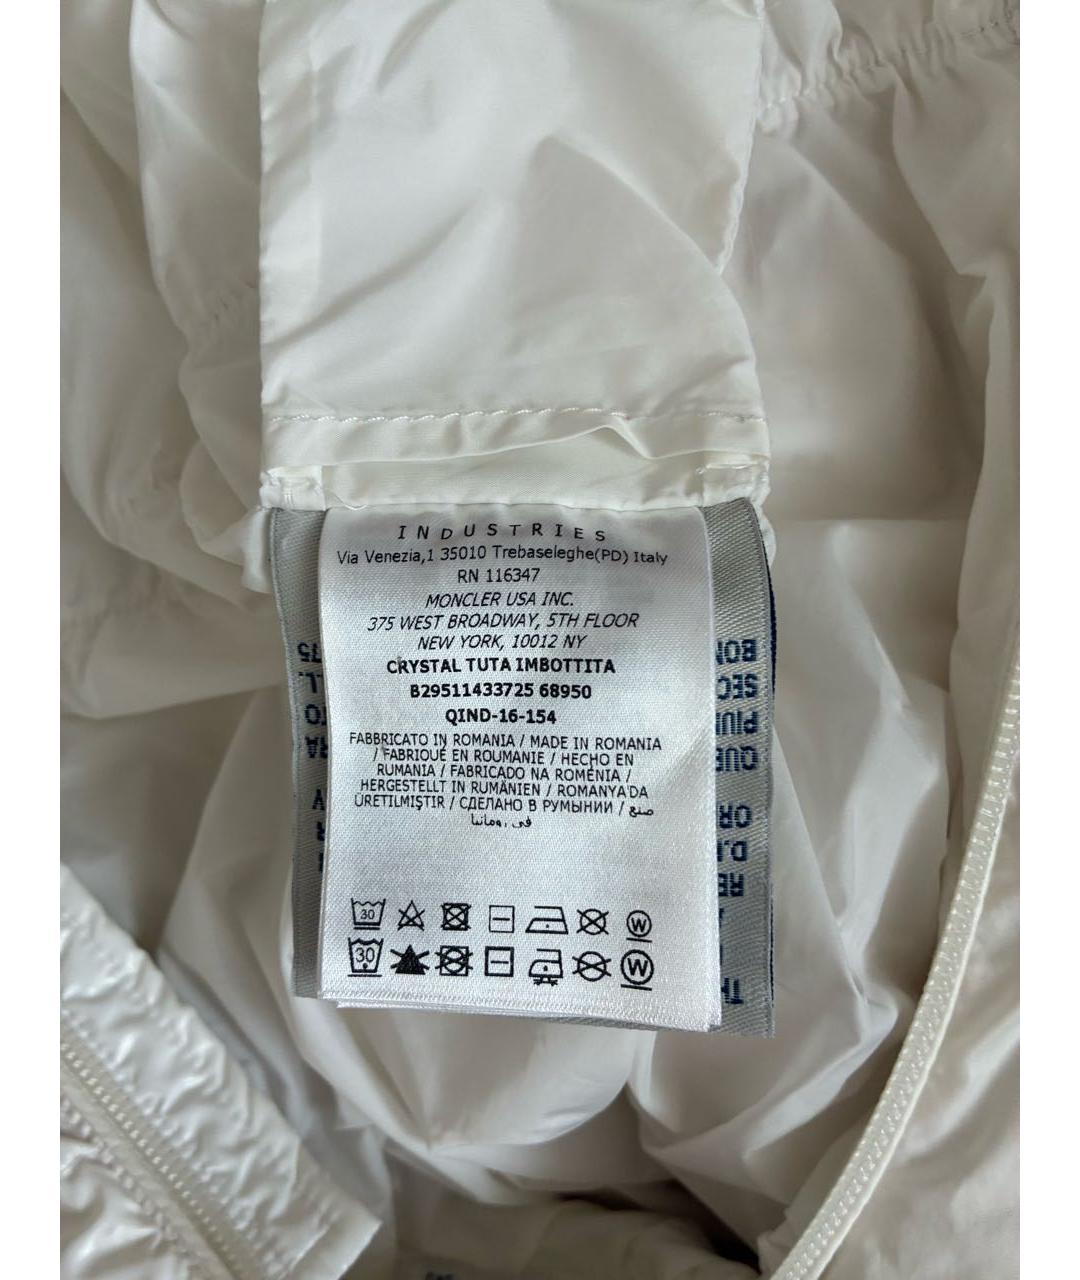 INDUSTRIES
Via Venezia,1 35010 Trebaseleghe(PD) Italy
RN 116347
MONCLER USA INC.
375 WEST BROADWAY, 5TH FLOOR
NEW YORK, 10012 NY
CRYSTAL TUTA IMBOTTITA
B29511433725 68950
QIND-16-154
FABBRICATO IN ROMANIA / MADE IN ROMANIA
/ FABRIQUÉ EN ROUMANIE / HECHO EN
RUMANIA / FABRICADO NA ROMÉNIA /
HERGESTELLT IN RUMÄNIEN / ROMANYA'DA
ÜRETILMIŞTIR / СДЕЛАНО В РУМЫНИИ / صنع
في رومانيا
30
W
30
W